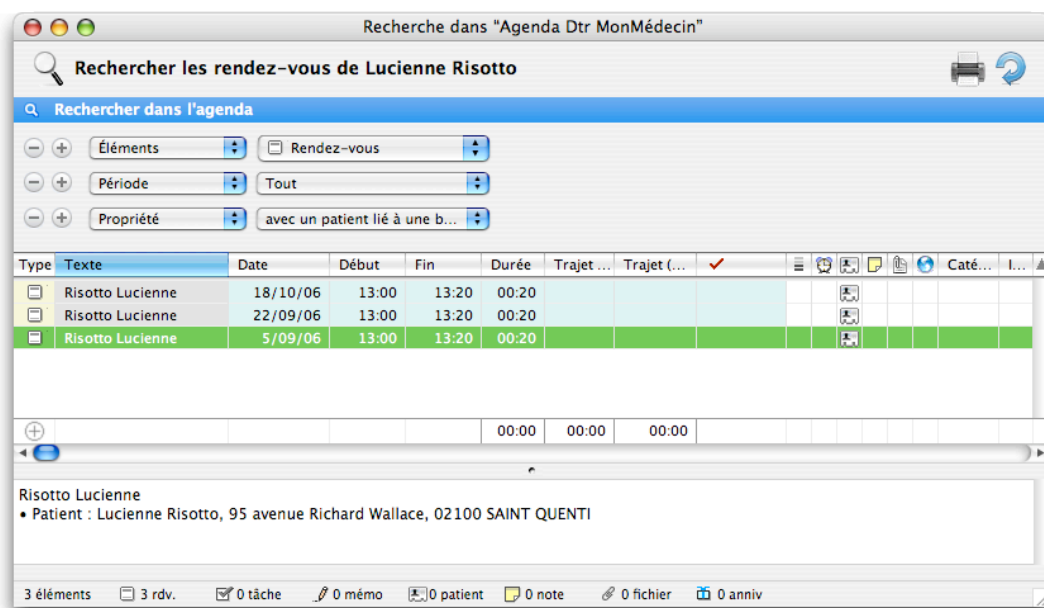 Recherche dans "Agenda Dtr MonMédecin"
Rechercher les rendez-vous de Lucienne Risotto
Rechercher dans l'agenda
Éléments Rendez-vous
Période Tout
Propriété avec un patient lié à une b...
Type Texte Date Début Fin Durée Trajet ... Trajet (... Caté... I...
Risotto Lucienne 18/10/06 13:00 13:20 00:20
Risotto Lucienne 22/09/06 13:00 13:20 00:20
Risotto Lucienne 5/09/06 13:00 13:20 00:20
00:00 00:00 00:00
Risotto Lucienne
• Patient : Lucienne Risotto, 95 avenue Richard Wallace, 02100 SAINT QUENTI
3 éléments 3 rdv. 0 tâche 0 mémo 0 patient 0 note 0 fichier 0 anniv